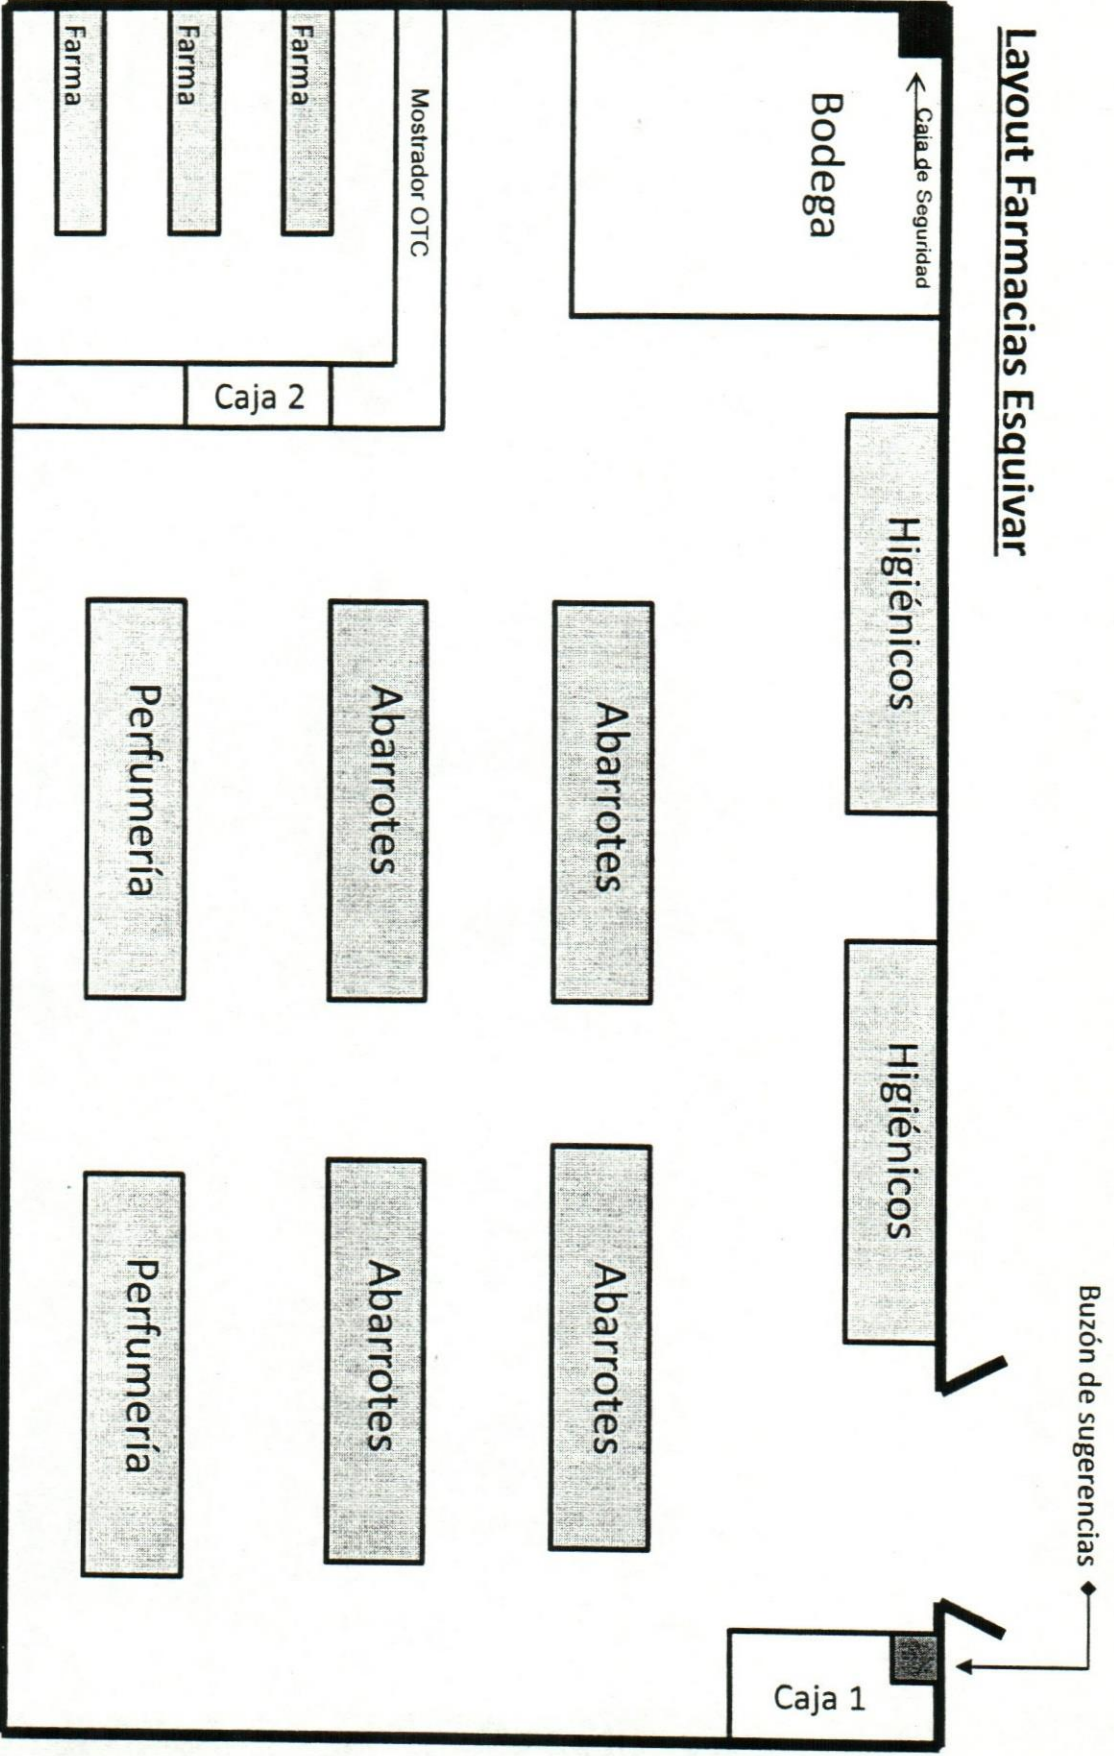 Layout Farmacias Esquivar
Buzón de sugerencias
Caja de Seguridad
Bodega
Higiénicos
Higiénicos
Caja 1
Abarrotes
Abarrotes
Mostrador OTC
Abarrotes
Abarrotes
Farma
Farma
Farma
Caja 2
Perfumería
Perfumería